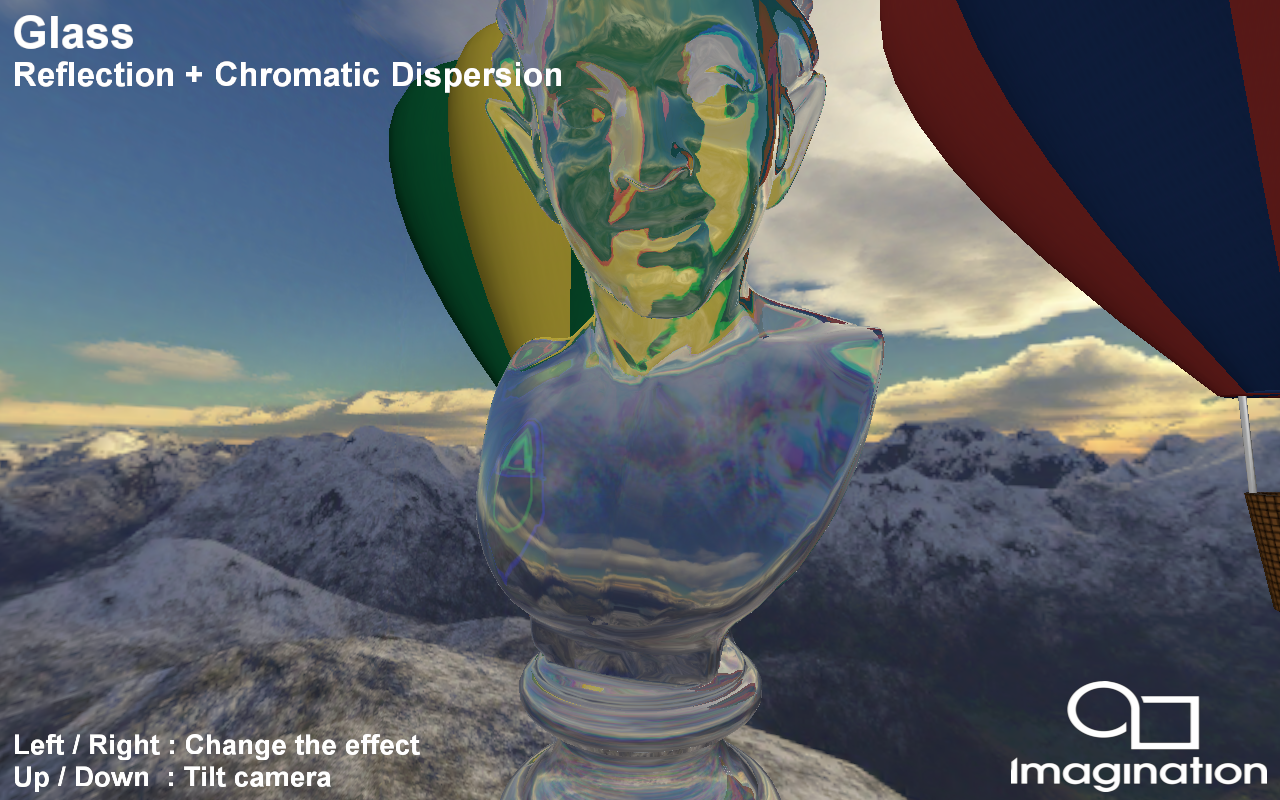 Glass
Reflection + Chromatic Dispersion
Left / Right : Change the effect
Up / Down : Tilt camera
Imagination